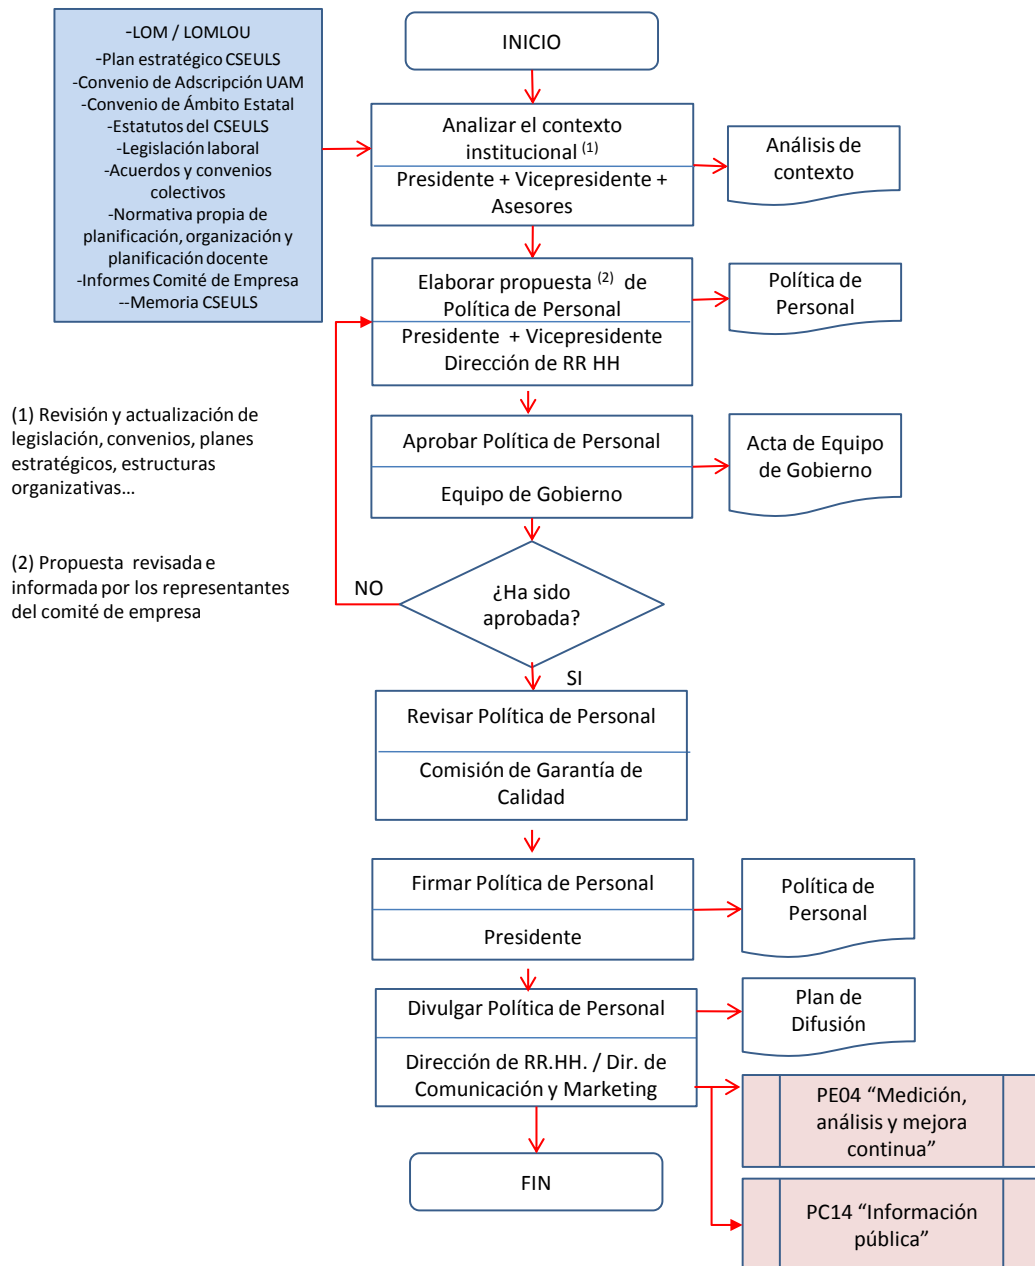 -LOM / LOMLOU
-Plan estratégico CSEULS
-Convenio de Adscripción UAM
-Convenio de Ámbito Estatal
-Estatutos del CSEULS
-Legislación laboral
-Acuerdos y convenios
colectivos
-Normativa propia de
planificación, organización y
planificación docente
-Informes Comité de Empresa
--Memoria CSEULS
INICIO
Analizar el contexto
institucional (1)
Presidente + Vicepresidente +
Asesores
Análisis de
contexto
Elaborar propuesta (2) de
Política de Personal
Presidente + Vicepresidente
Dirección de RR HH
Política de
Personal
(1) Revisión y actualización de
legislación, convenios, planes
estratégicos, estructuras
organizativas...
Aprobar Política de Personal
Equipo de Gobierno
Acta de Equipo
de Gobierno
(2) Propuesta revisada e
informada por los representantes
del comité de empresa
NO
¿Ha sido
aprobada?
SI
Revisar Política de Personal
Comisión de Garantía de
Calidad
Firmar Política de Personal
Presidente
Política de
Personal
Divulgar Política de Personal
Dirección de RR.HH. / Dir. de
Comunicación y Marketing
Plan de
Difusión
PE04 “Medición,
análisis y mejora
continua”
FIN
PC14 “Información
pública”